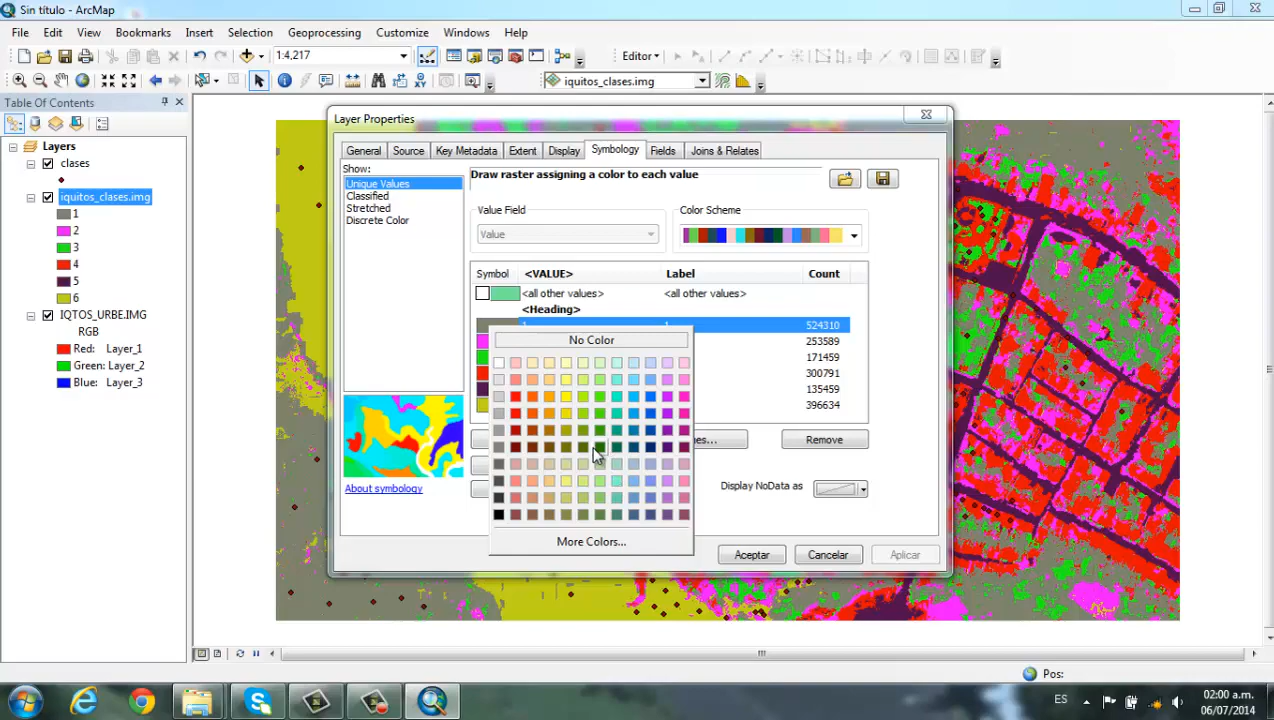 Sin título - ArcMap
File Edit View Bookmarks Insert Selection Geoprocessing Customize Windows Help
1:4,217
Editor
iquitos_clases.img
Table Of Contents
Layers
clases
iquitos_clases.img
1
2
3
4
5
6
IQTOS_URBE.IMG
RGB
Red: Layer_1
Green: Layer_2
Blue: Layer_3
Layer Properties
General Source Key Metadata Extent Display Symbology Fields Joins & Relates
Show:
Unique Values
Classified
Stretched
Discrete Color
About symbology
Draw raster assigning a color to each value
Value Field
Value
Color Scheme
Symbol <VALUE> Label Count
<all other values> <all other values>
<Heading>
1 1 524310
253589
171459
300791
135459
396634
No Color
More Colors...
Remove
Display NoData as
Aceptar Cancelar Aplicar
Pos:
ES
02:00 a.m.
06/07/2014